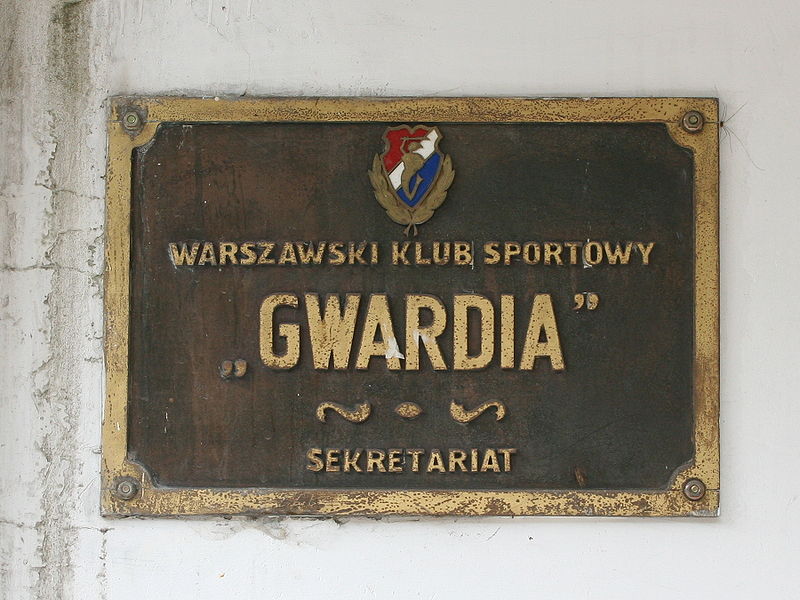 WARSZAWSKI KLUB SPORTOWY
„GWARDIA”
SEKRETARIAT